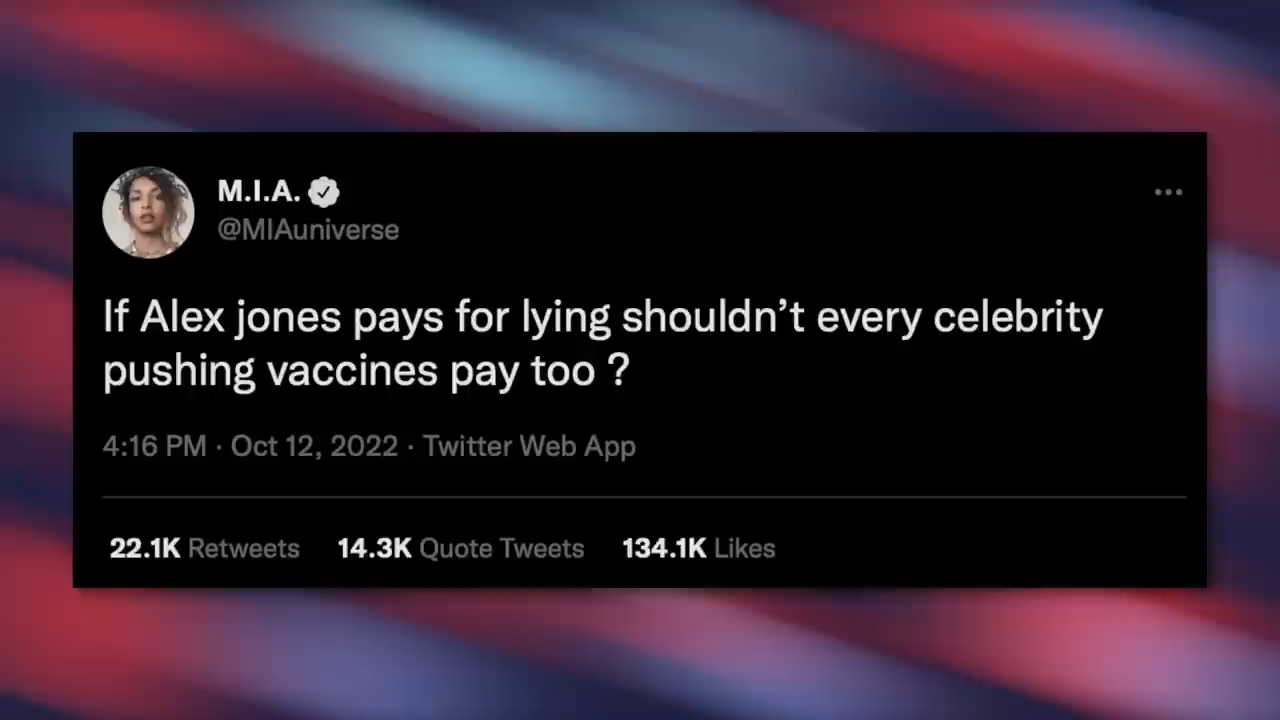 M.I.A.
@MIAuniverse
If Alex jones pays for lying shouldn’t every celebrity
pushing vaccines pay too ?
4:16 PM · Oct 12, 2022 · Twitter Web App
22.1K Retweets 14.3K Quote Tweets 134.1K Likes